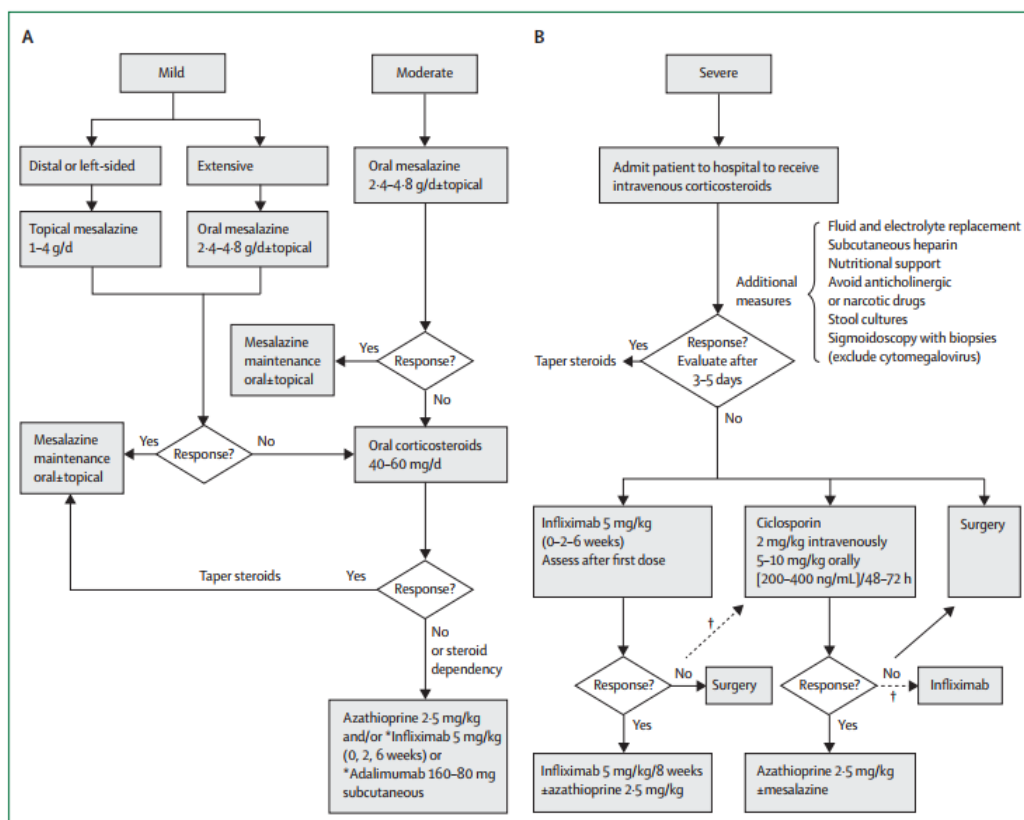 A
Mild
Moderate
Distal or left-sided
Extensive
Oral mesalazine
2·4–4·8 g/d±topical
Topical mesalazine
1–4 g/d
Oral mesalazine
2·4–4·8 g/d±topical
Mesalazine
maintenance
oral±topical
Yes
Response?
No
Mesalazine
maintenance
oral±topical
Yes
Response?
No
Oral corticosteroids
40–60 mg/d
Taper steroids
Yes
Response?
No
or steroid
dependency
Azathioprine 2·5 mg/kg
and/or *Infliximab 5 mg/kg
(0, 2, 6 weeks) or
*Adalimumab 160–80 mg
subcutaneous
B
Severe
Admit patient to hospital to receive
intravenous corticosteroids
Additional
measures
Fluid and electrolyte replacement
Subcutaneous heparin
Nutritional support
Avoid anticholinergic
or narcotic drugs
Stool cultures
Sigmoidoscopy with biopsies
(exclude cytomegalovirus)
Taper steroids
Yes
Response?
Evaluate after
3–5 days
No
Infliximab 5 mg/kg
(0–2–6 weeks)
Assess after first dose
Ciclosporin
2 mg/kg intravenously
5–10 mg/kg orally
[200–400 ng/mL]/48–72 h
Surgery
†
Response?
No
Surgery
Yes
Response?
No
†
Infliximab
Yes
Infliximab 5 mg/kg/8 weeks
±azathioprine 2·5 mg/kg
Azathioprine 2·5 mg/kg
±mesalazine